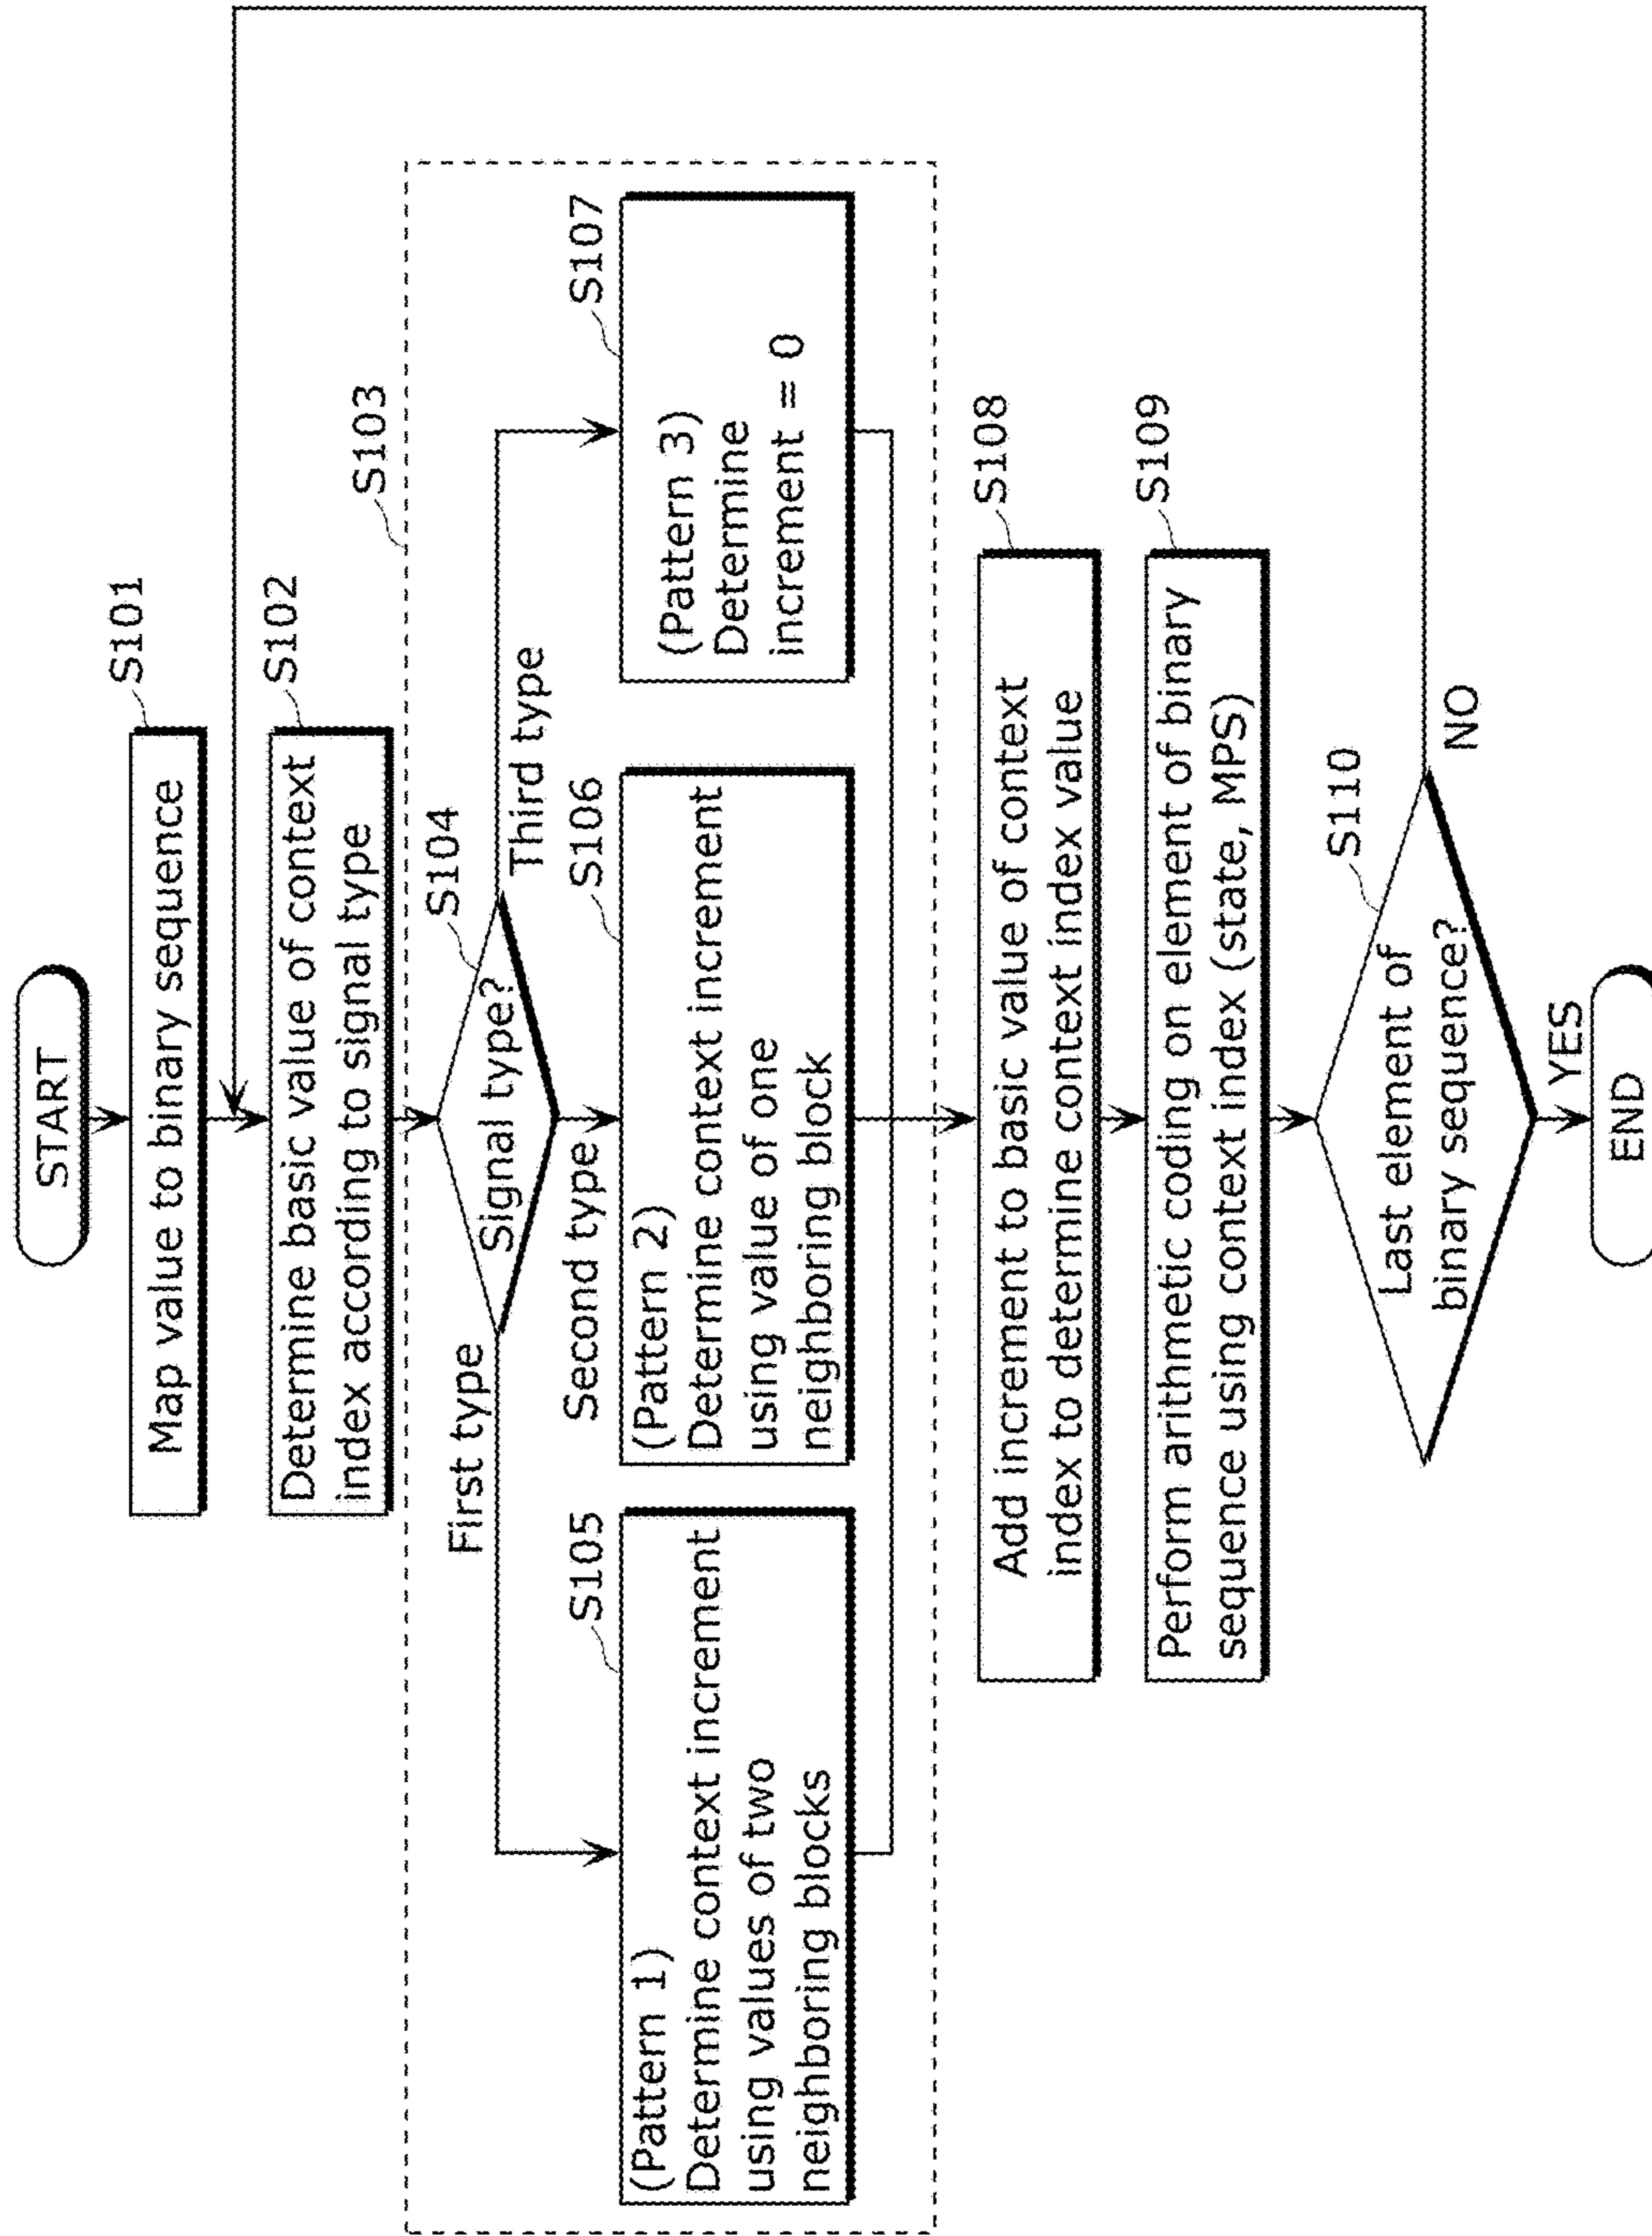 START
S101
Map value to binary sequence
S102
Determine basic value of context
index according to signal type
S103
S104
Signal type?
First type
Second type
Third type
S105
(Pattern 1)
Determine context increment
using values of two
neighboring blocks
S106
(Pattern 2)
Determine context increment
using value of one
neighboring block
S107
(Pattern 3)
Determine
increment = 0
S108
Add increment to basic value of context
index to determine context index value
S109
Perform arithmetic coding on element of binary
sequence using context index (state, MPS)
S110
Last element of
binary sequence?
NO
YES
END